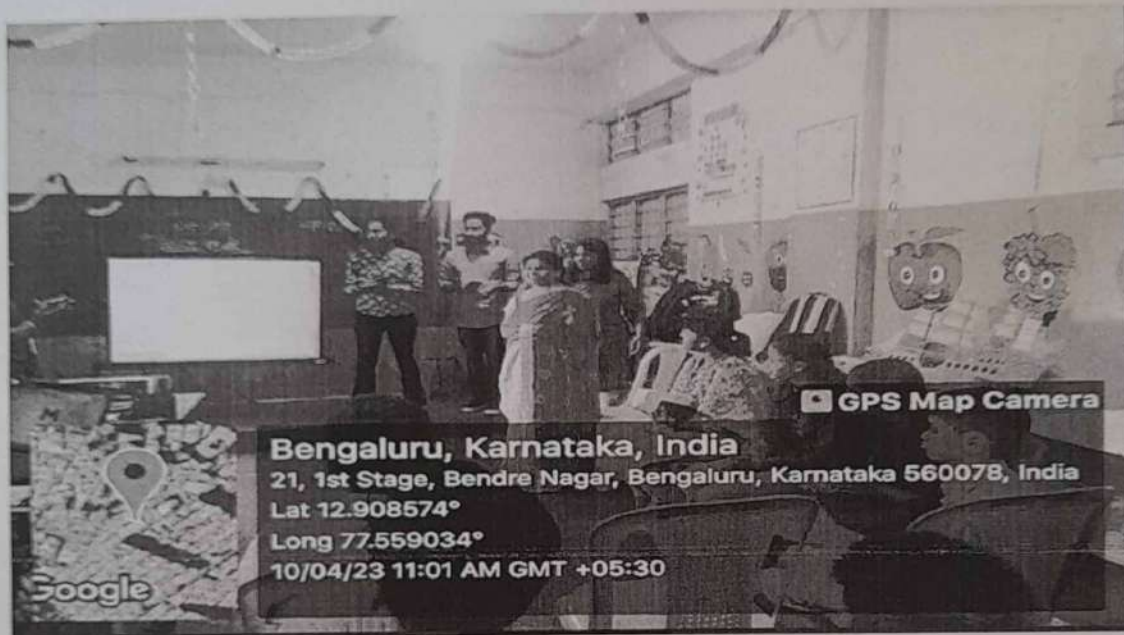 GPS Map Camera
Bengaluru, Karnataka, India
21, 1st Stage, Bendre Nagar, Bengaluru, Karnataka 560078, India
Lat 12.908574°
Long 77.559034°
10/04/23 11:01 AM GMT +05:30
Google